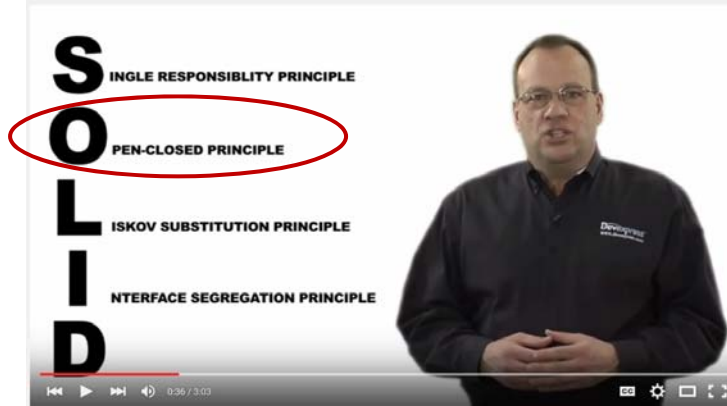 SINGLE RESPONSIBLITY PRINCIPLE
OPEN-CLOSED PRINCIPLE
LISKOV SUBSTITUTION PRINCIPLE
INTERFACE SEGREGATION PRINCIPLE
D
DevExpress
0:36 / 3:03
CC